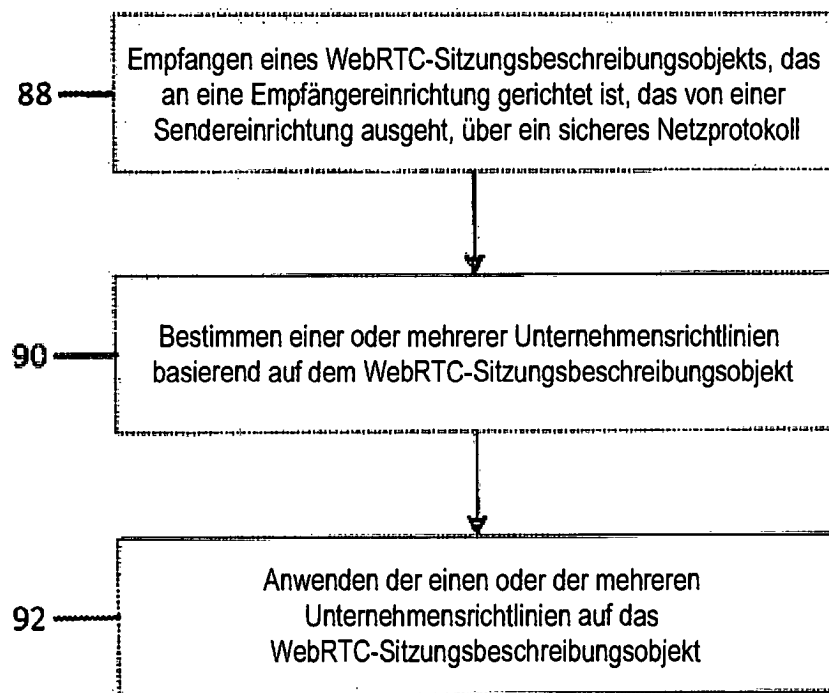 Empfangen eines WebRTC-Sitzungsbeschreibungsobjekts, das
88
an eine Empfängereinrichtung gerichtet ist, das von einer
Sendereinrichtung ausgeht, über ein sicheres Netzprotokoll
90
Bestimmen einer oder mehrerer Unternehmensrichtlinien
basierend auf dem WebRTC-Sitzungsbeschreibungsobjekt
Anwenden der einen oder der mehreren
92
Unternehmensrichtlinien auf das
WebRTC-Sitzungsbeschreibungsobjekt